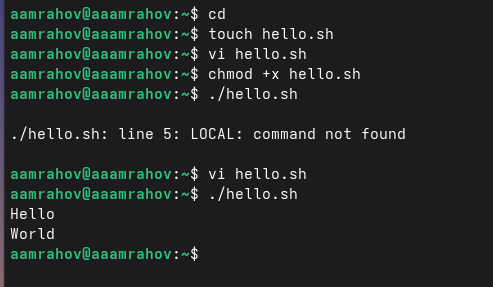 aamrahov@aaamrahov:~$ cd
aamrahov@aaamrahov:~$ touch hello.sh
aamrahov@aaamrahov:~$ vi hello.sh
aamrahov@aaamrahov:~$ chmod +x hello.sh
aamrahov@aaamrahov:~$ ./hello.sh
./hello.sh: line 5: LOCAL: command not found
aamrahov@aaamrahov:~$ vi hello.sh
aamrahov@aaamrahov:~$ ./hello.sh
Hello
World
aamrahov@aaamrahov:~$